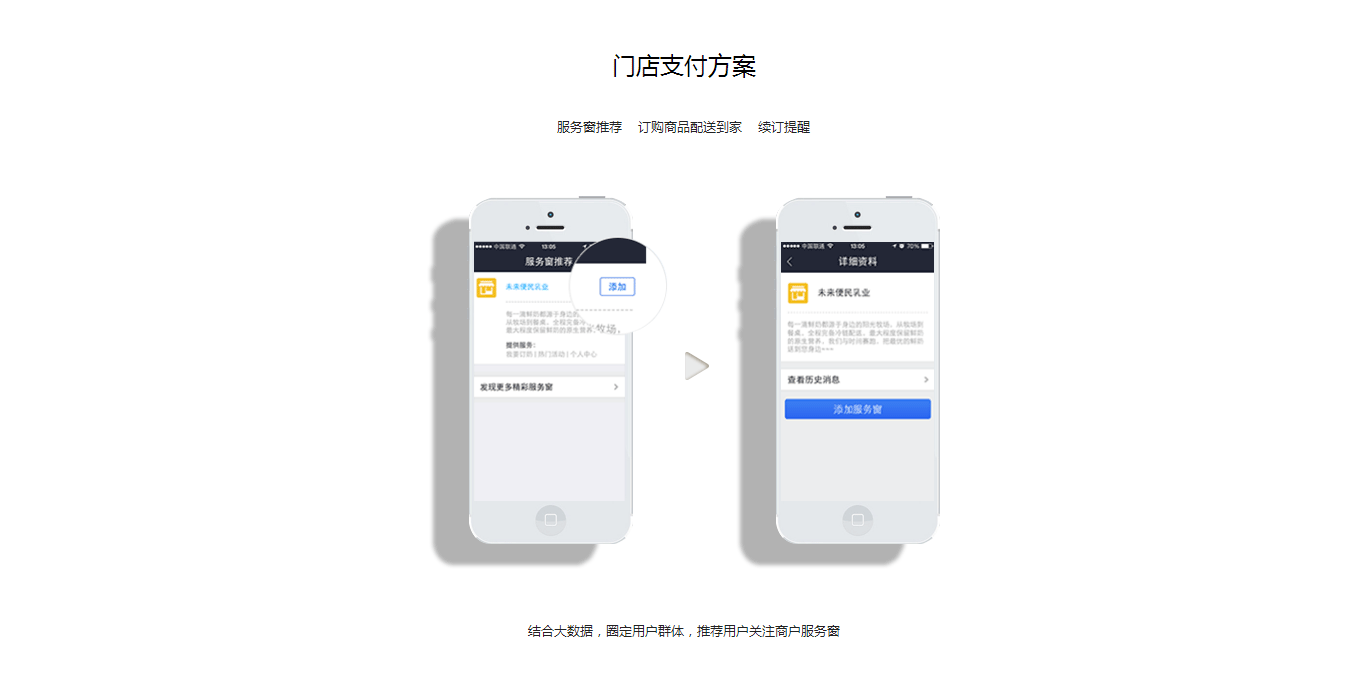 门店支付方案
服务窗推荐 订购商品配送到家 续订提醒
中国联通 13:05
服务窗推荐
未来便民乳业
添加
每一滴鲜奶都源于身边的
从牧场到餐桌,全程完备冷
牧场,
最大程度保留鲜奶的原生营养,
提供服务:
我要订奶 | 热门活动 | 个人中心
发现更多精彩服务窗
中国联通 13:05 70%
详细资料
未来便民乳业
每一滴鲜奶都源于身边的阳光牧场,从牧场到
餐桌,全程完备冷链配送,最大程度保留鲜奶
的原生营养,我们与时间赛跑,把最优的鲜奶
送到您身边~~~
查看历史消息
添加服务窗
结合大数据,圈定用户群体,推荐用户关注商户服务窗